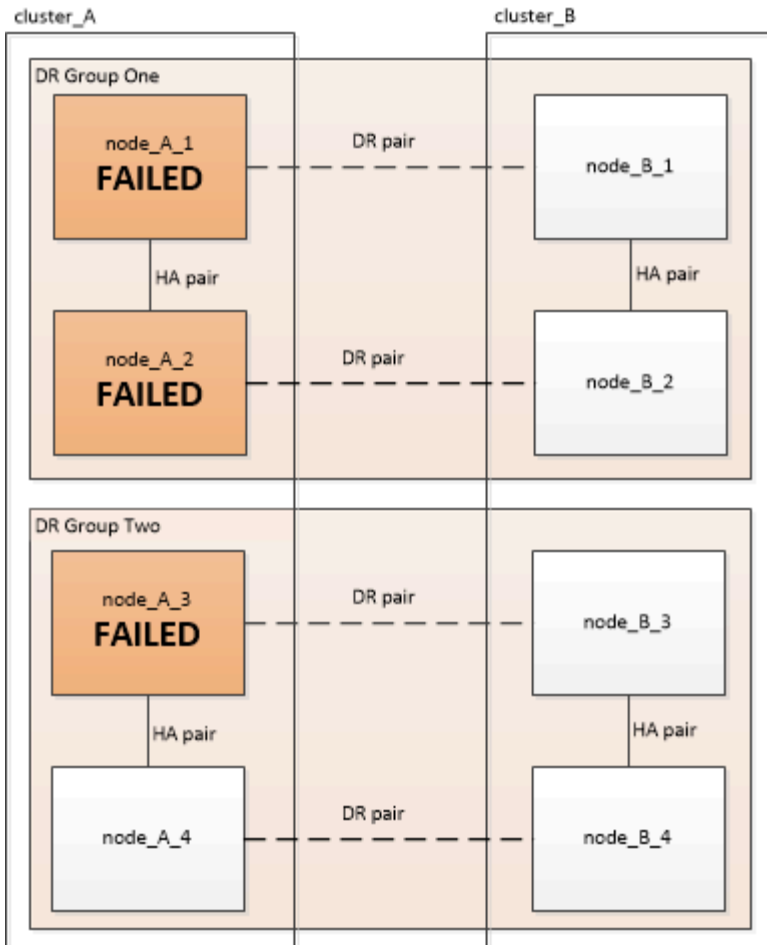 cluster_A
cluster_B
DR Group One
node_A_1
FAILED
DR pair
node_B_1
HA pair
HA pair
node_A_2
FAILED
DR pair
node_B_2
DR Group Two
node_A_3
FAILED
DR pair
node_B_3
HA pair
HA pair
node_A_4
DR pair
node_B_4